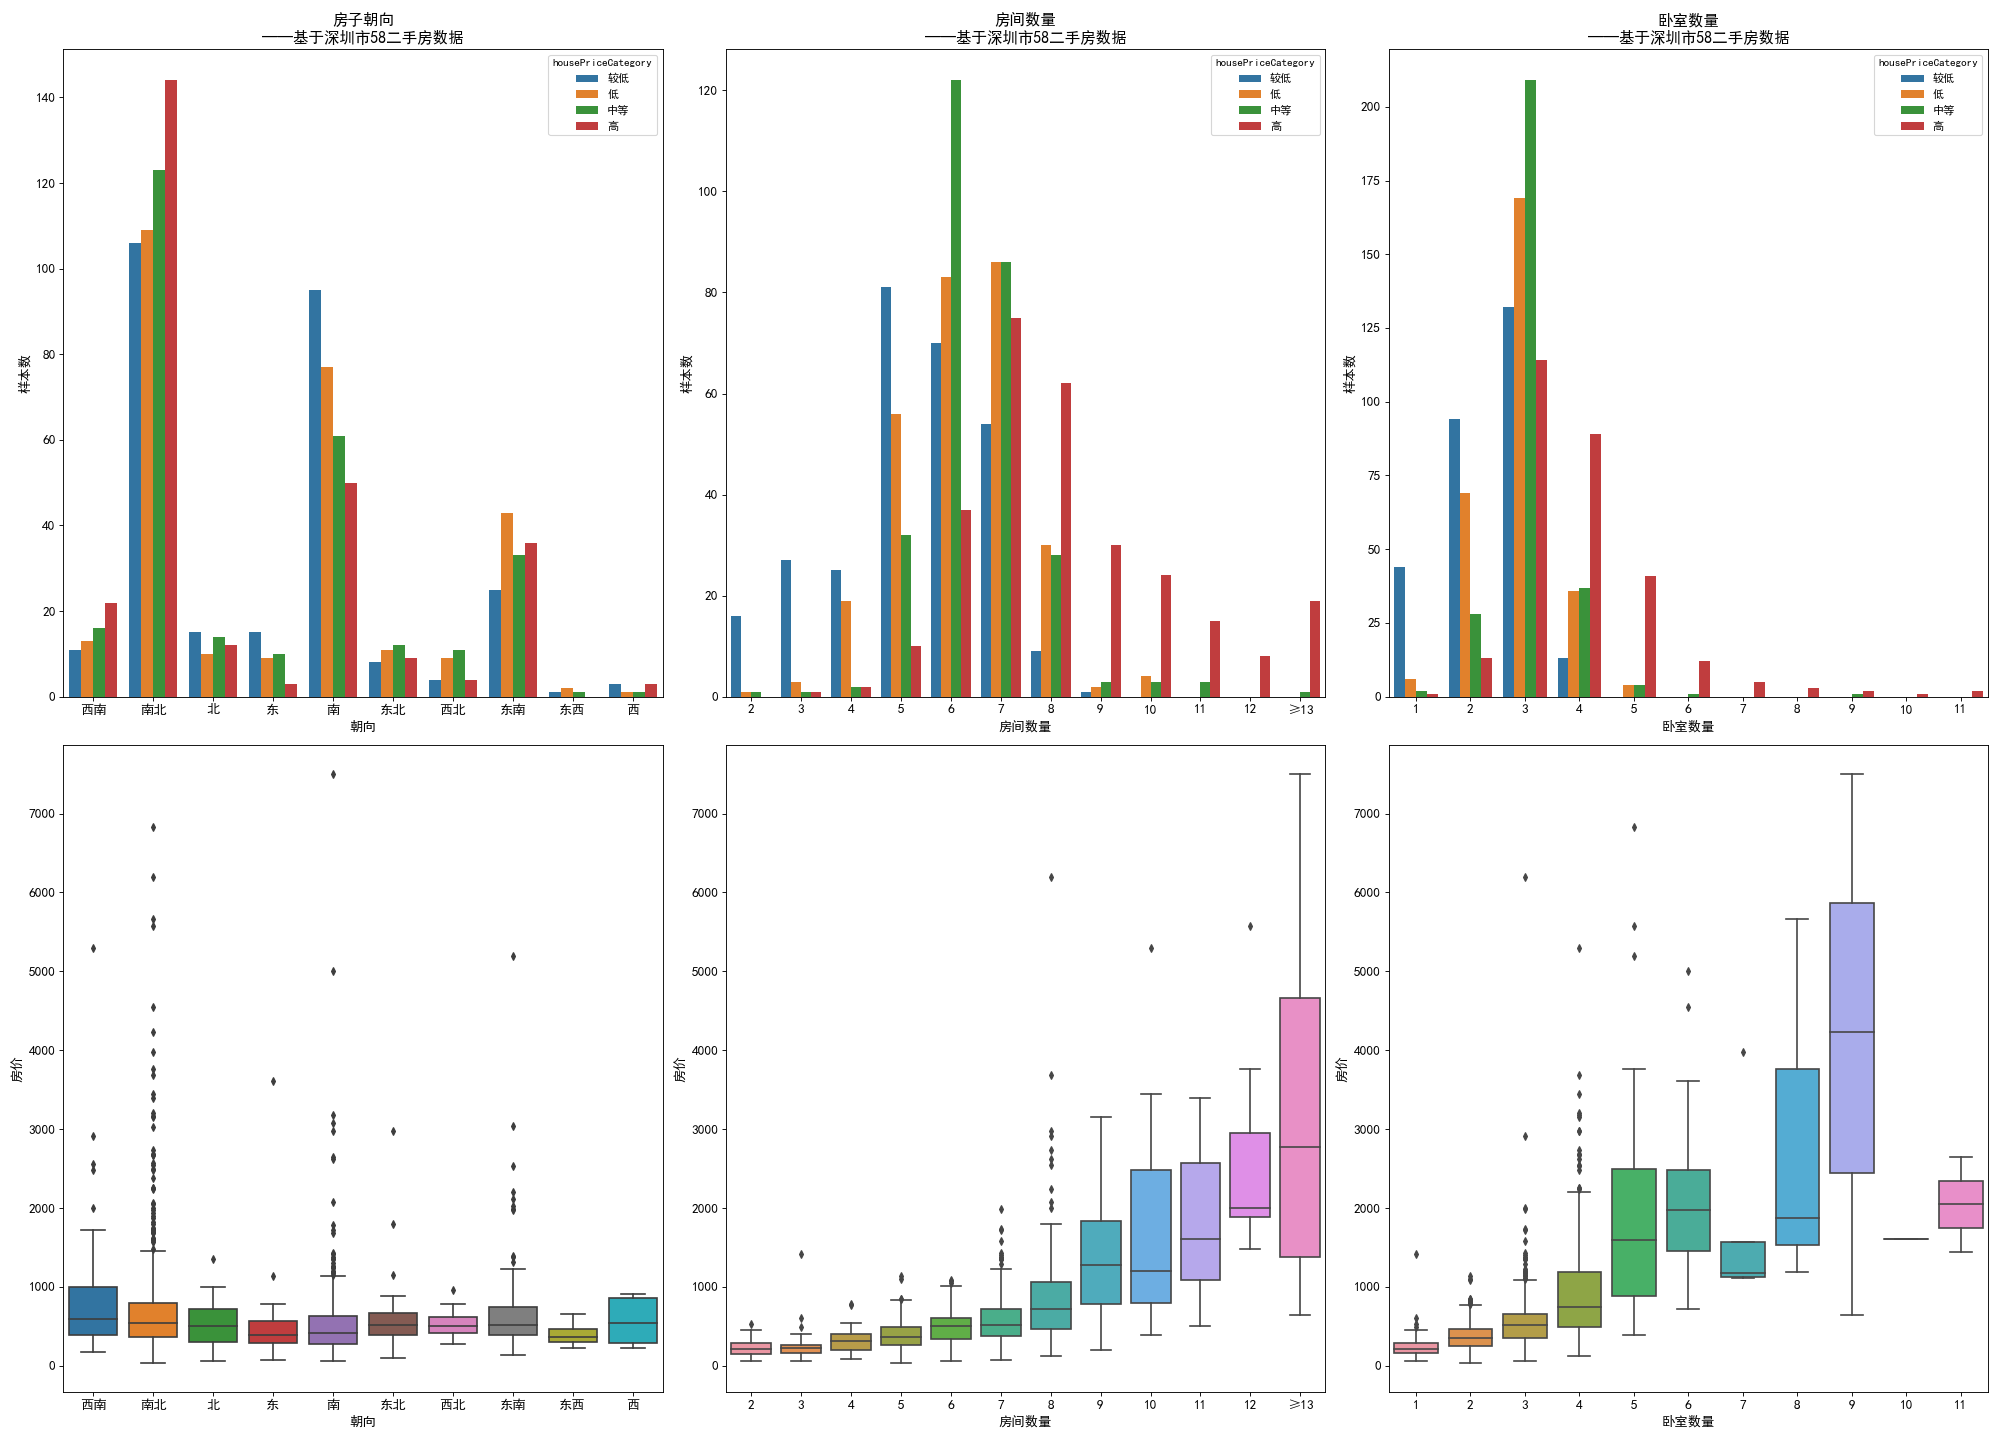 房子朝向
——基于深圳市58二手房数据
housePriceCategory
较低
低
中等
高
140
120
100
80
60
40
20
0
样本数
西南 南北 北 东 南 东北 西北 东南 东西 西
朝向
房间数量
——基于深圳市58二手房数据
housePriceCategory
较低
低
中等
高
120
100
80
60
40
20
0
样本数
2 3 4 5 6 7 8 9 10 11 12 ≥13
房间数量
卧室数量
——基于深圳市58二手房数据
housePriceCategory
较低
低
中等
高
200
175
150
125
100
75
50
25
0
样本数
1 2 3 4 5 6 7 8 9 10 11
卧室数量
7000
6000
5000
4000
3000
2000
1000
0
房价
西南 南北 北 东 南 东北 西北 东南 东西 西
朝向
7000
6000
5000
4000
3000
2000
1000
0
房价
2 3 4 5 6 7 8 9 10 11 12 ≥13
房间数量
7000
6000
5000
4000
3000
2000
1000
0
房价
1 2 3 4 5 6 7 8 9 10 11
卧室数量